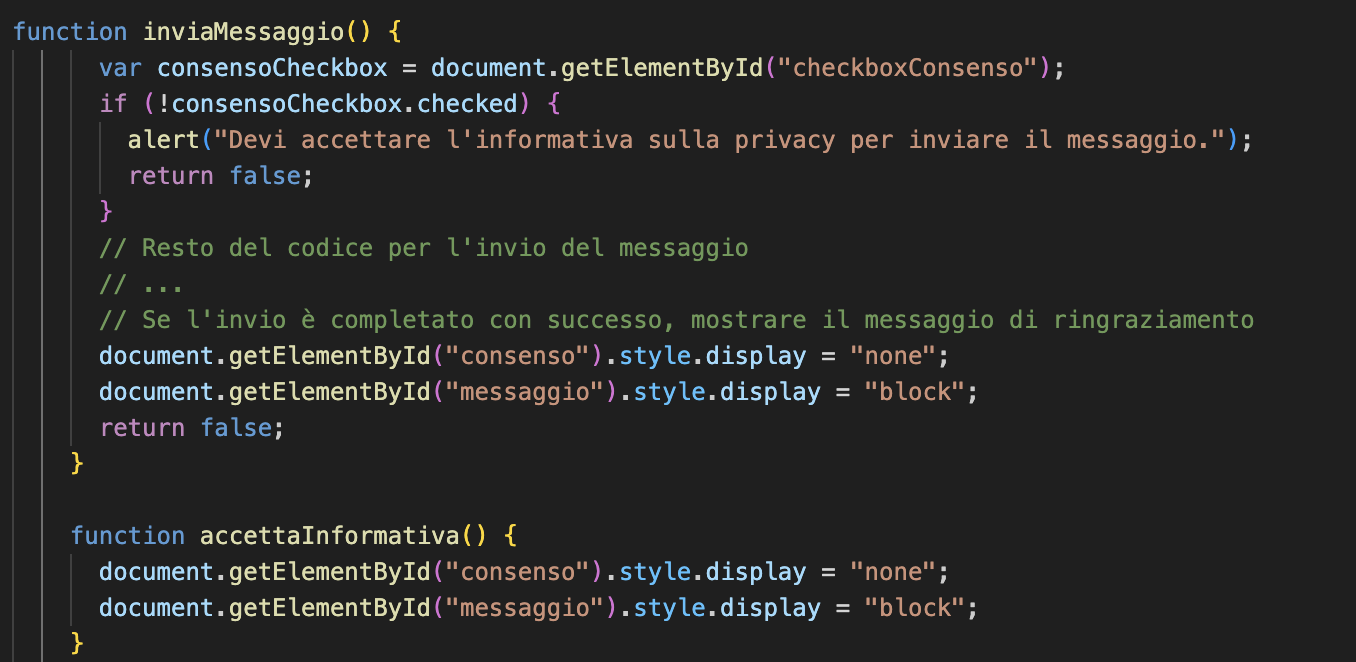 function inviaMessaggio() {
var consensoCheckbox = document.getElementById("checkboxConsenso");
if (!consensoCheckbox.checked) {
alert("Devi accettare l'informativa sulla privacy per inviare il messaggio.");
return false;
}
// Resto del codice per l'invio del messaggio
// ...
// Se l'invio è completato con successo, mostrare il messaggio di ringraziamento
document.getElementById("consenso").style.display = "none";
document.getElementById("messaggio").style.display = "block";
return false;
}
function accettaInformativa() {
document.getElementById("consenso").style.display = "none";
document.getElementById("messaggio").style.display = "block";
}